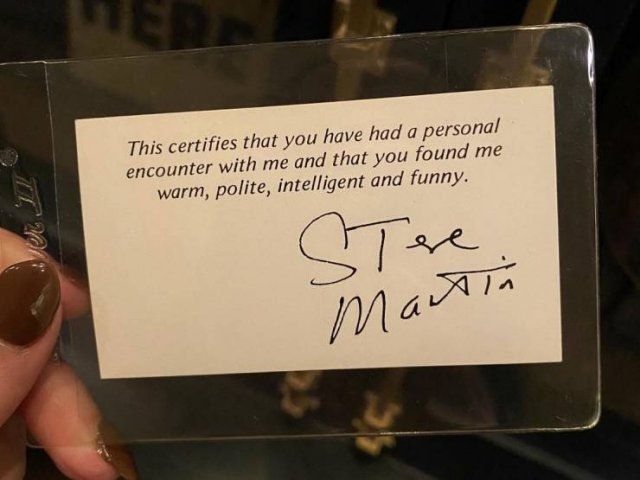 HERE
This certifies that you have had a personal
encounter with me and that you found me
warm, polite, intelligent and funny.
Steve
Martin